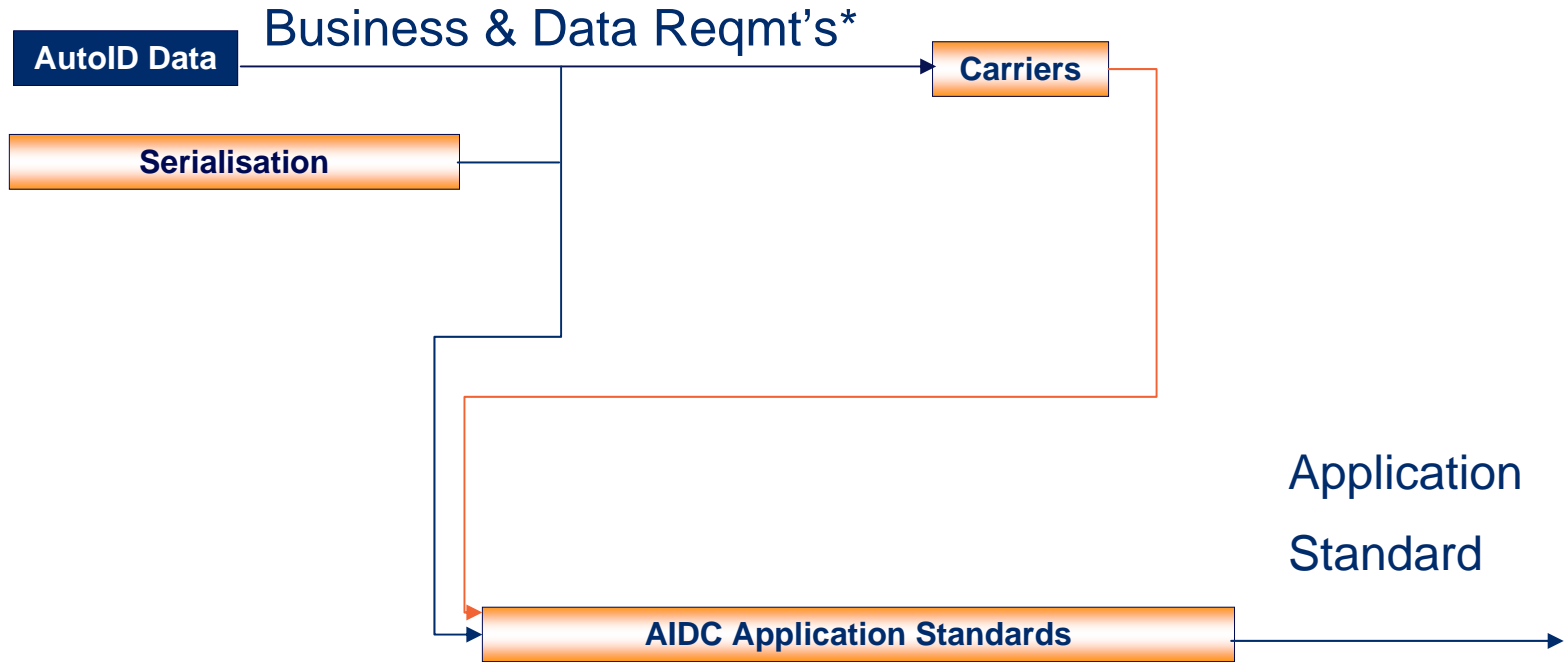 Business & Data Reqmt's*
AutoID Data
Carriers
Serialisation
Application
Standard
AIDC Application Standards